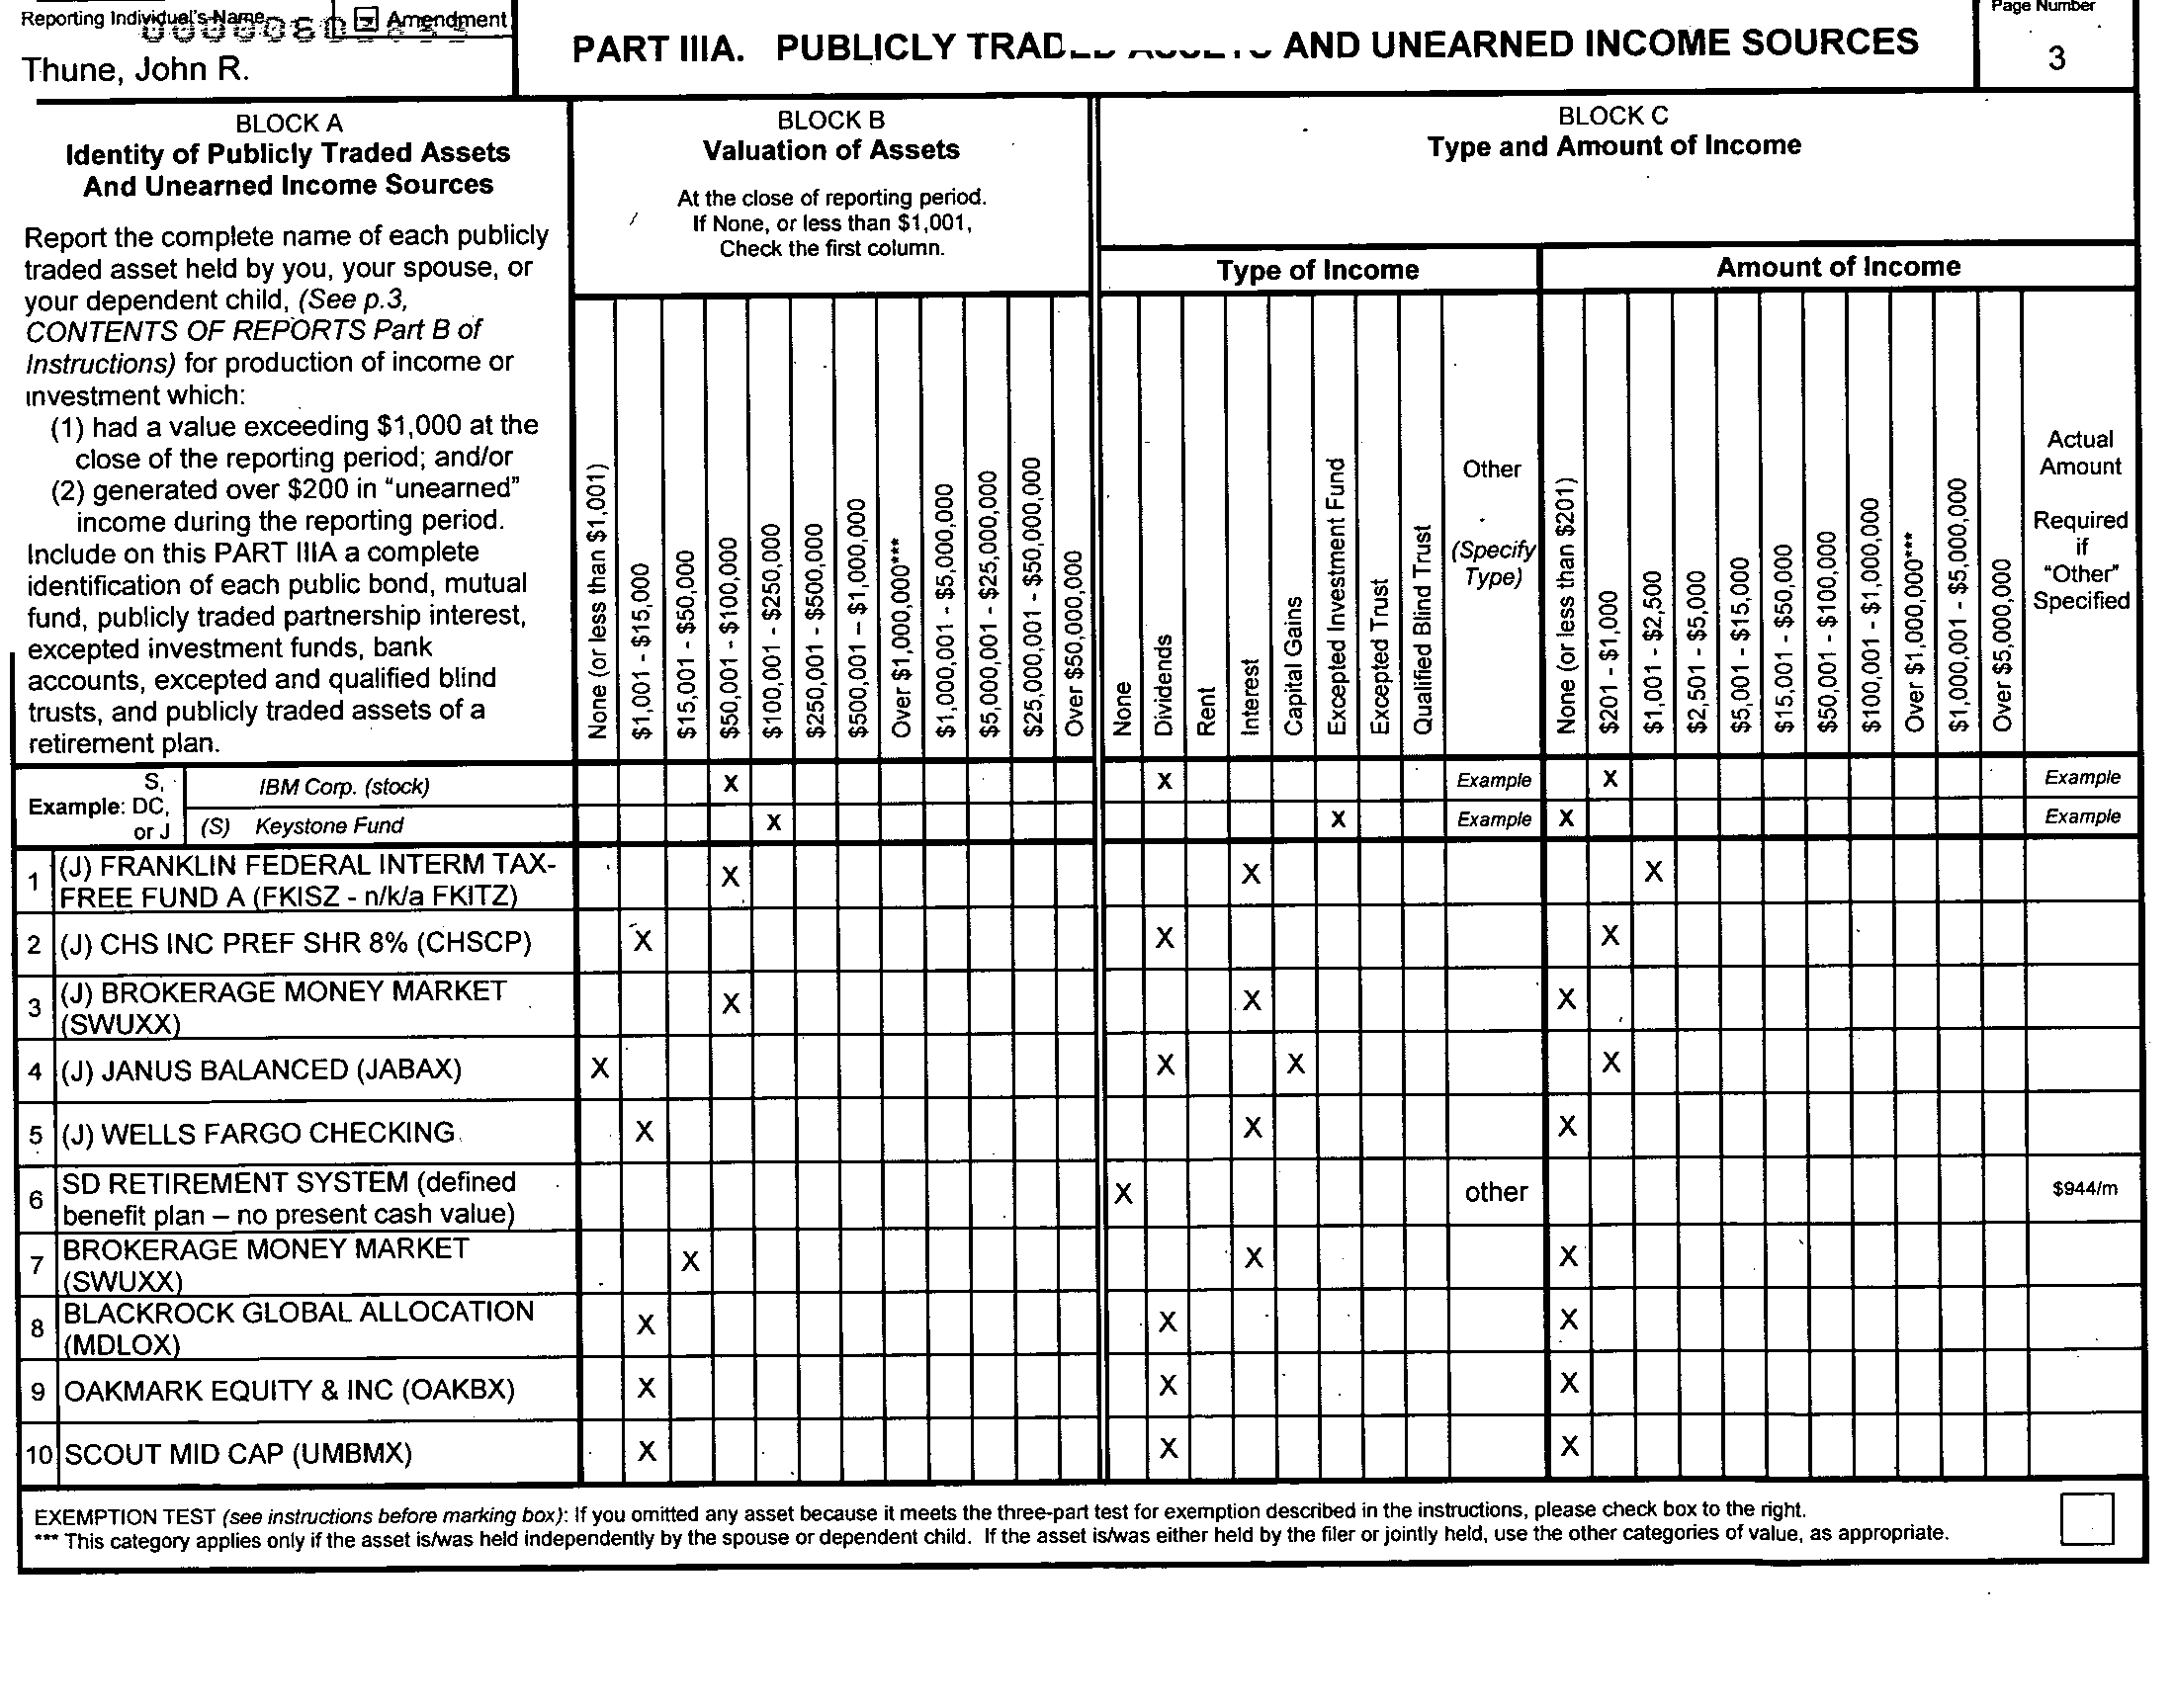 Reporting Individual's Name
Amendment
Thune, John R.
PART IIIA. PUBLICLY TRADED ASSETS AND UNEARNED INCOME SOURCES
Page Number
3
BLOCK A
Identity of Publicly Traded Assets
And Unearned Income Sources
Report the complete name of each publicly
traded asset held by you, your spouse, or
your dependent child, (See p.3,
CONTENTS OF REPORTS Part B of
Instructions) for production of income or
investment which:
(1) had a value exceeding $1,000 at the
close of the reporting period; and/or
(2) generated over $200 in "unearned"
income during the reporting period.
Include on this PART IIIA a complete
identification of each public bond, mutual
fund, publicly traded partnership interest,
excepted investment funds, bank
accounts, excepted and qualified blind
trusts, and publicly traded assets of a
retirement plan.
BLOCK B
Valuation of Assets
At the close of reporting period.
If None, or less than $1,001,
Check the first column.
None (or less than $1,001)
$1,001 - $15,000
$15,001 - $50,000
$50,001 - $100,000
$100,001 - $250,000
$250,001 - $500,000
$500,001 – $1,000,000
Over $1,000,000***
$1,000,001 - $5,000,000
$5,000,001 - $25,000,000
$25,000,001 - $50,000,000
Over $50,000,000
BLOCK C
Type and Amount of Income
Type of Income
None
Dividends
Rent
Interest
Capital Gains
Excepted Investment Fund
Excepted Trust
Qualified Blind Trust
Other
(Specify
Type)
Amount of Income
None (or less than $201)
$201 - $1,000
$1,001 - $2,500
$2,501 - $5,000
$5,001 - $15,000
$15,001 - $50,000
$50,001 - $100,000
$100,001 - $1,000,000
Over $1,000,000***
$1,000,001 - $5,000,000
Over $5,000,000
Actual
Amount
Required
if
"Other"
Specified
Example: S, DC, or J
IBM Corp. (stock) X X Example X Example
(S) Keystone Fund X X Example X Example
1 (J) FRANKLIN FEDERAL INTERM TAX-
FREE FUND A (FKISZ - n/k/a FKITZ) X X X
2 (J) CHS INC PREF SHR 8% (CHSCP) X X X
3 (J) BROKERAGE MONEY MARKET
(SWUXX) X X X
4 (J) JANUS BALANCED (JABAX) X X X X
5 (J) WELLS FARGO CHECKING X X X
6 SD RETIREMENT SYSTEM (defined
benefit plan – no present cash value) X other $944/m
7 BROKERAGE MONEY MARKET
(SWUXX) X X X
8 BLACKROCK GLOBAL ALLOCATION
(MDLOX) X X X
9 OAKMARK EQUITY & INC (OAKBX) X X X
10 SCOUT MID CAP (UMBMX) X X X
EXEMPTION TEST (see instructions before marking box): If you omitted any asset because it meets the three-part test for exemption described in the instructions, please check box to the right.
*** This category applies only if the asset is/was held independently by the spouse or dependent child. If the asset is/was either held by the filer or jointly held, use the other categories of value, as appropriate.